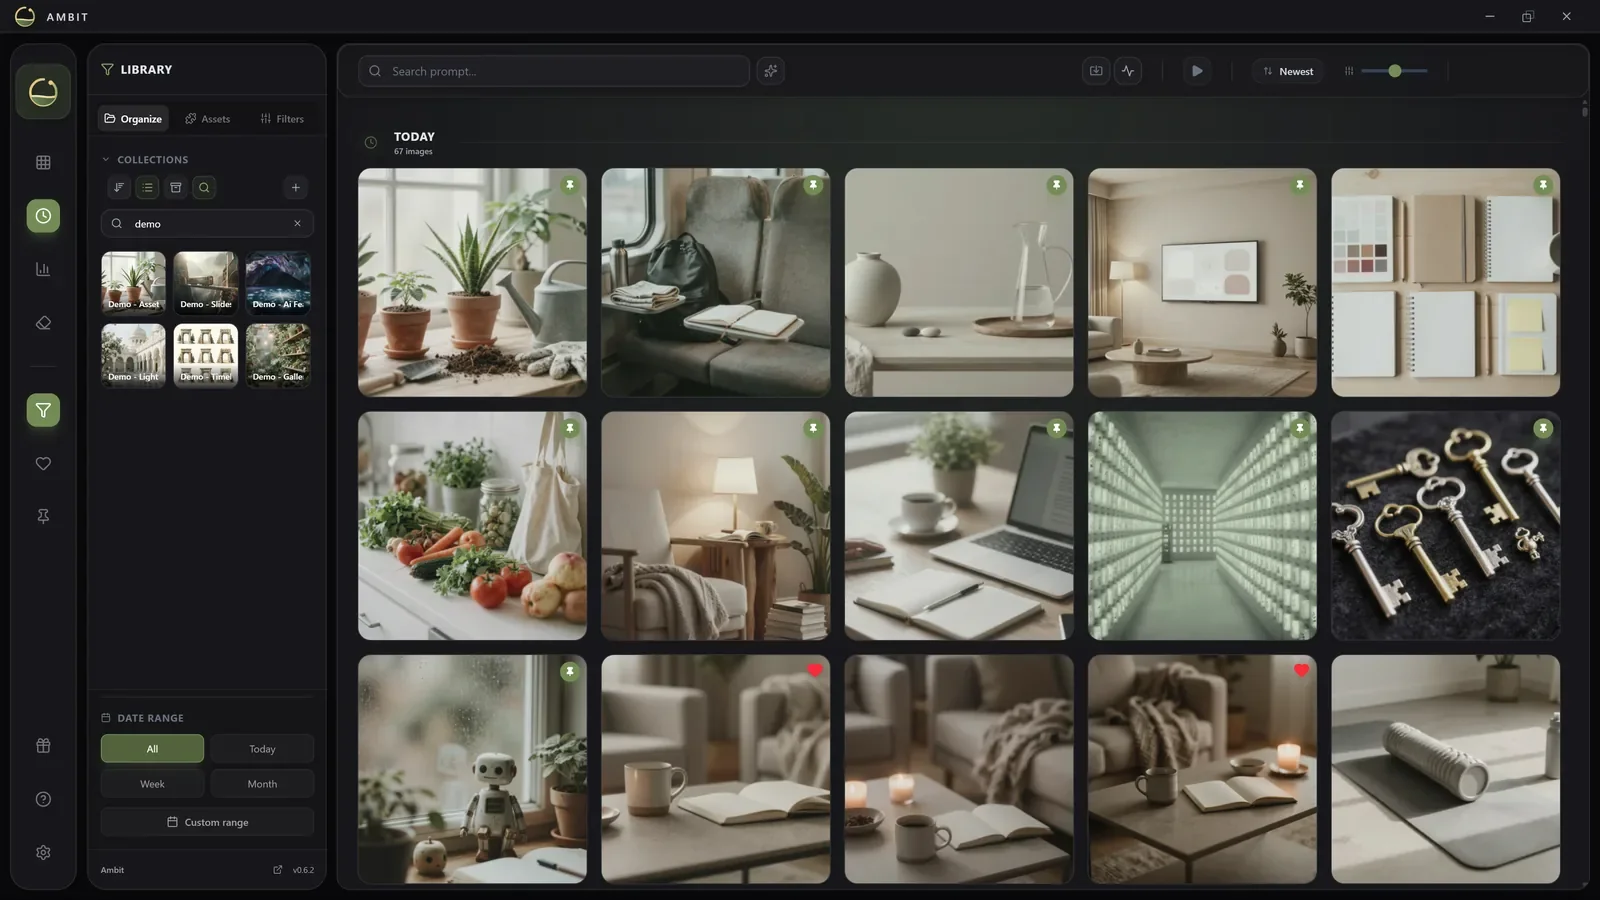 AMBIT
LIBRARY
Organize
Assets
Filters
COLLECTIONS
demo
Demo - Asset
Demo - Slide
Demo - Ai Fe
Demo - Light
Demo - Timel
Demo - Galle
DATE RANGE
All
Today
Week
Month
Custom range
Ambit
v0.6.2
Search prompt...
Newest
TODAY
67 images